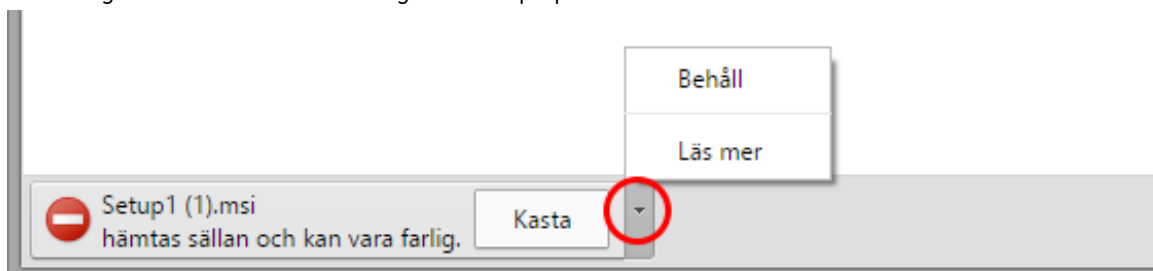 Behåll
Läs mer
Setup1 (1).msi
hämtas sällan och kan vara farlig.
Kasta